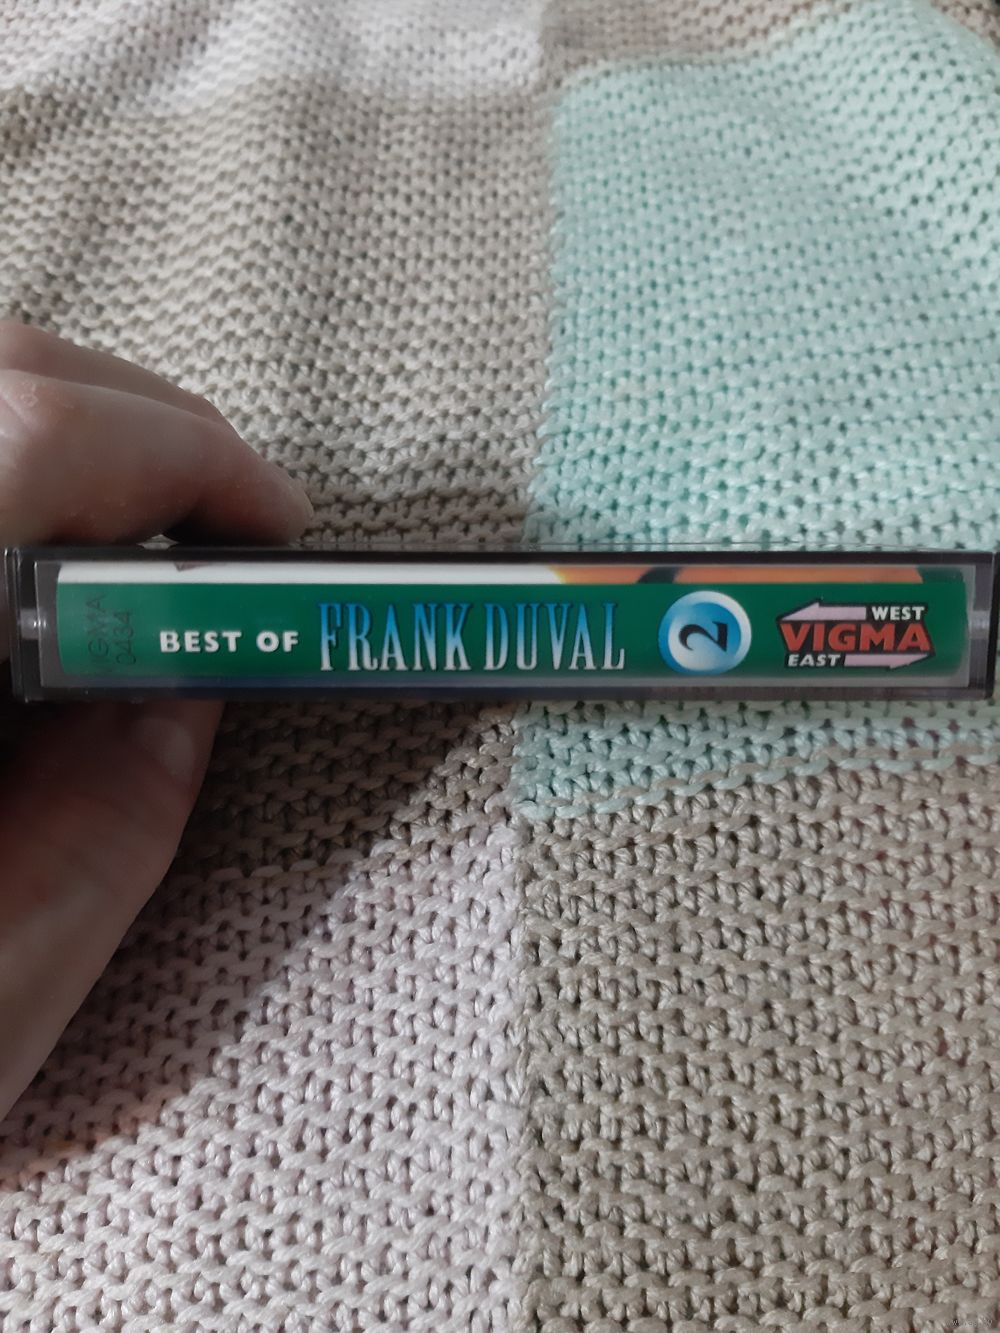 VIGMA
0434
BEST OF FRANK DUVAL 2
WEST
VIGMA
EAST